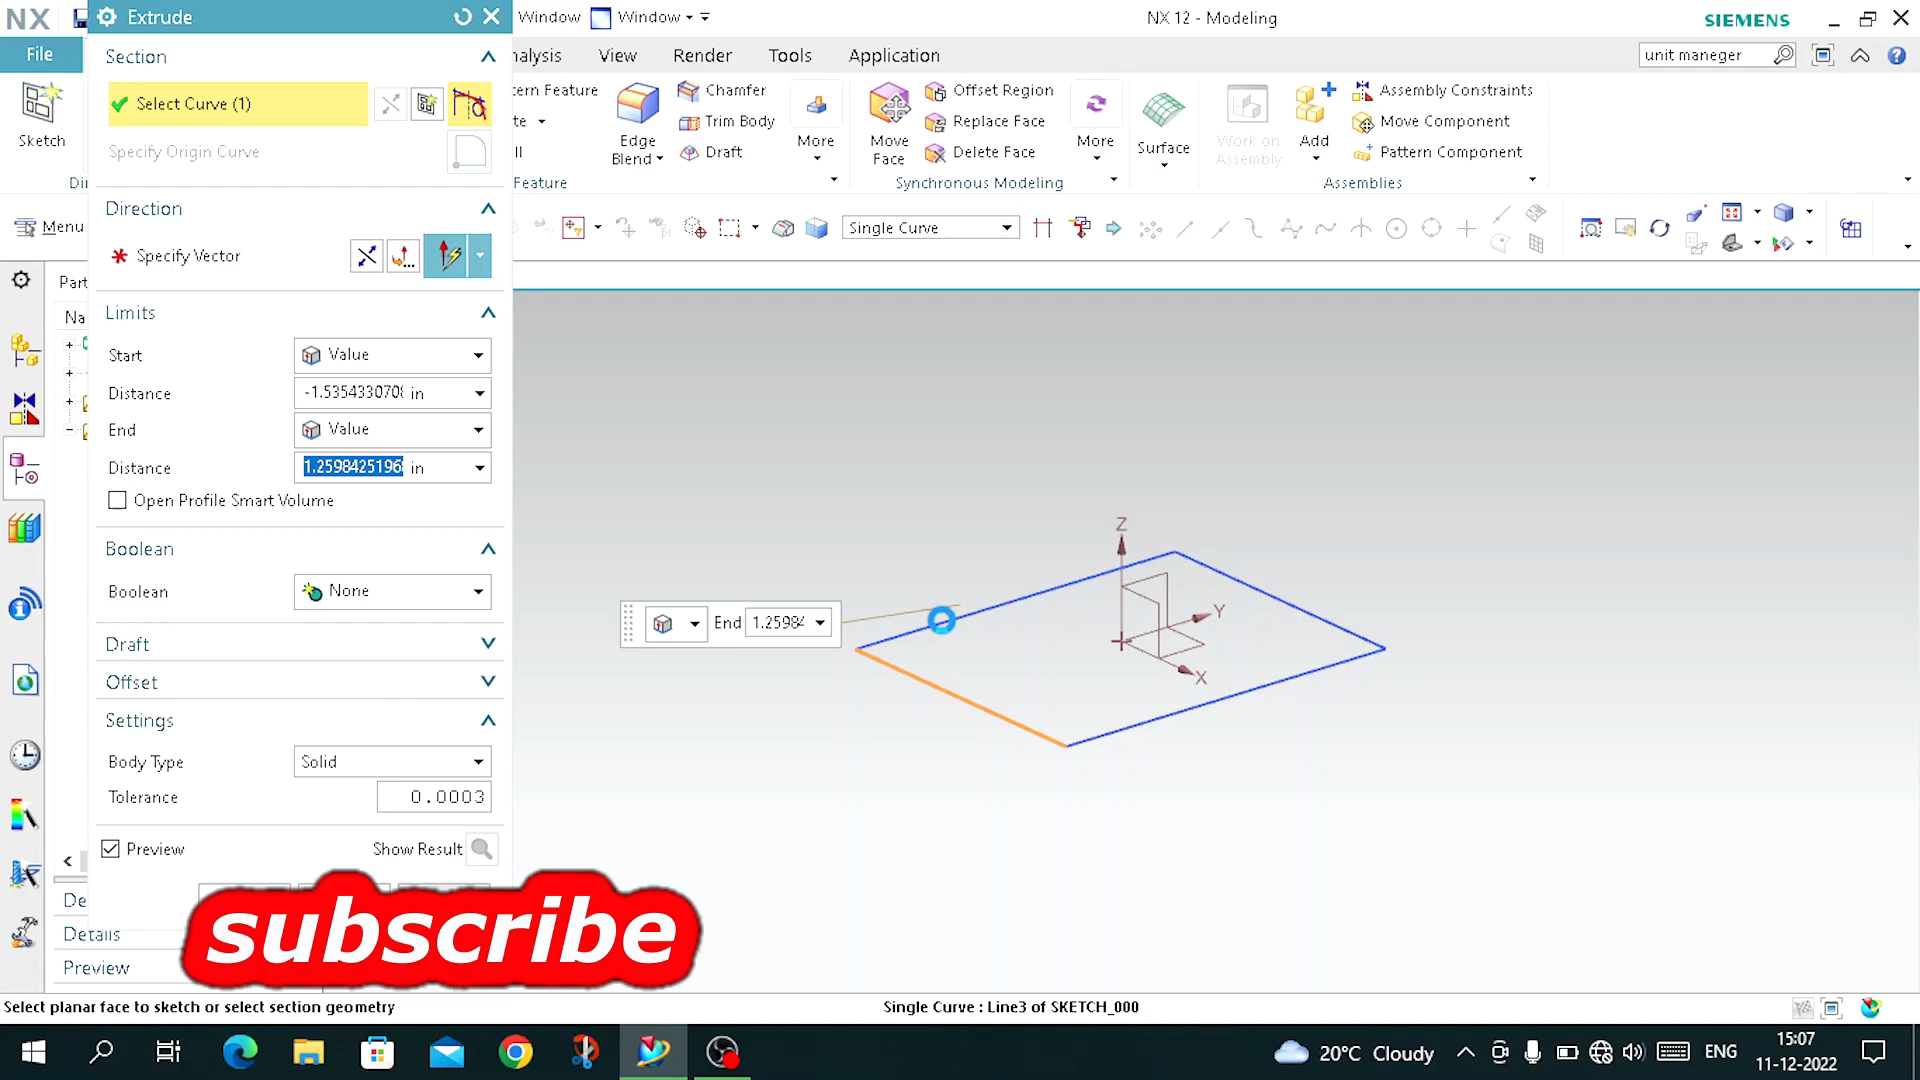 NX
Extrude
Window
Window
NX 12 - Modeling
SIEMENS
File
View
Render
Tools
Application
unit maneger
Section
Select Curve (1)
Specify Origin Curve
Sketch
Edge
Blend
Chamfer
Trim Body
Draft
More
Move
Face
Offset Region
Replace Face
Delete Face
More
Surface
Work on
Assembly
Add
Assembly Constraints
Move Component
Pattern Component
Feature
Synchronous Modeling
Assemblies
Menu
Single Curve
Direction
Specify Vector
Limits
Start
Value
Distance
-1.535433070
in
End
Value
Distance
1.259842519
in
Open Profile Smart Volume
Boolean
Boolean
None
Draft
Offset
Settings
Body Type
Solid
Tolerance
0.0003
Preview
Show Result
Details
Preview
End
1.2598
Z
Y
X
subscribe
Select planar face to sketch or select section geometry
Single Curve : Line3 of SKETCH_000
20°C Cloudy
ENG
15:07
11-12-2022